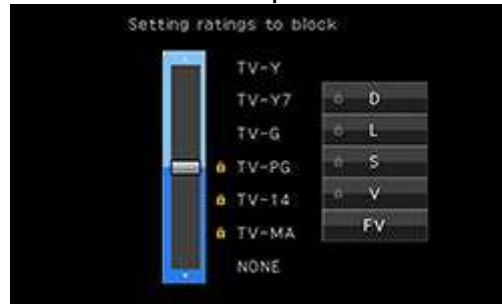 Setting ratings to block
TV-Y
TV-Y7
TV-G
TV-PG
TV-14
TV-MA
NONE
D
L
S
V
FV